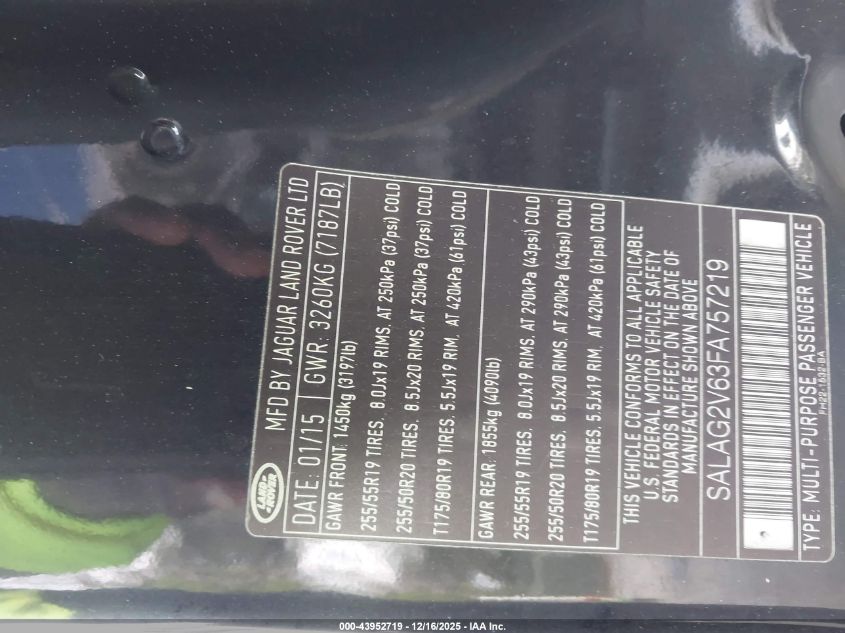 LAND ROVER
MFD BY JAGUAR LAND ROVER LTD
DATE: 01/15 GWR: 3260KG (7187LB)
GAWR FRONT: 1450kg (3197lb)
255/55R19 TIRES, 8.0Jx19 RIMS, AT 250kPa (37psi) COLD
255/50R20 TIRES, 8.5Jx20 RIMS, AT 250kPa (37psi) COLD
T175/80R19 TIRES, 5.5Jx19 RIM, AT 420kPa (61psi) COLD
GAWR REAR: 1855kg (4090lb)
255/55R19 TIRES, 8.0Jx19 RIMS, AT 290kPa (43psi) COLD
255/50R20 TIRES, 8.5Jx20 RIMS, AT 290kPa (43psi) COLD
T175/80R19 TIRES, 5.5Jx19 RIM, AT 420kPa (61psi) COLD
THIS VEHICLE CONFORMS TO ALL APPLICABLE
U.S. FEDERAL MOTOR VEHICLE SAFETY
STANDARDS IN EFFECT ON THE DATE OF
MANUFACTURE SHOWN ABOVE
SALAG2V63FA757219
TYPE: MULTI-PURPOSE PASSENGER VEHICLE
000-43952719 - 12/16/2025 - IAA Inc.